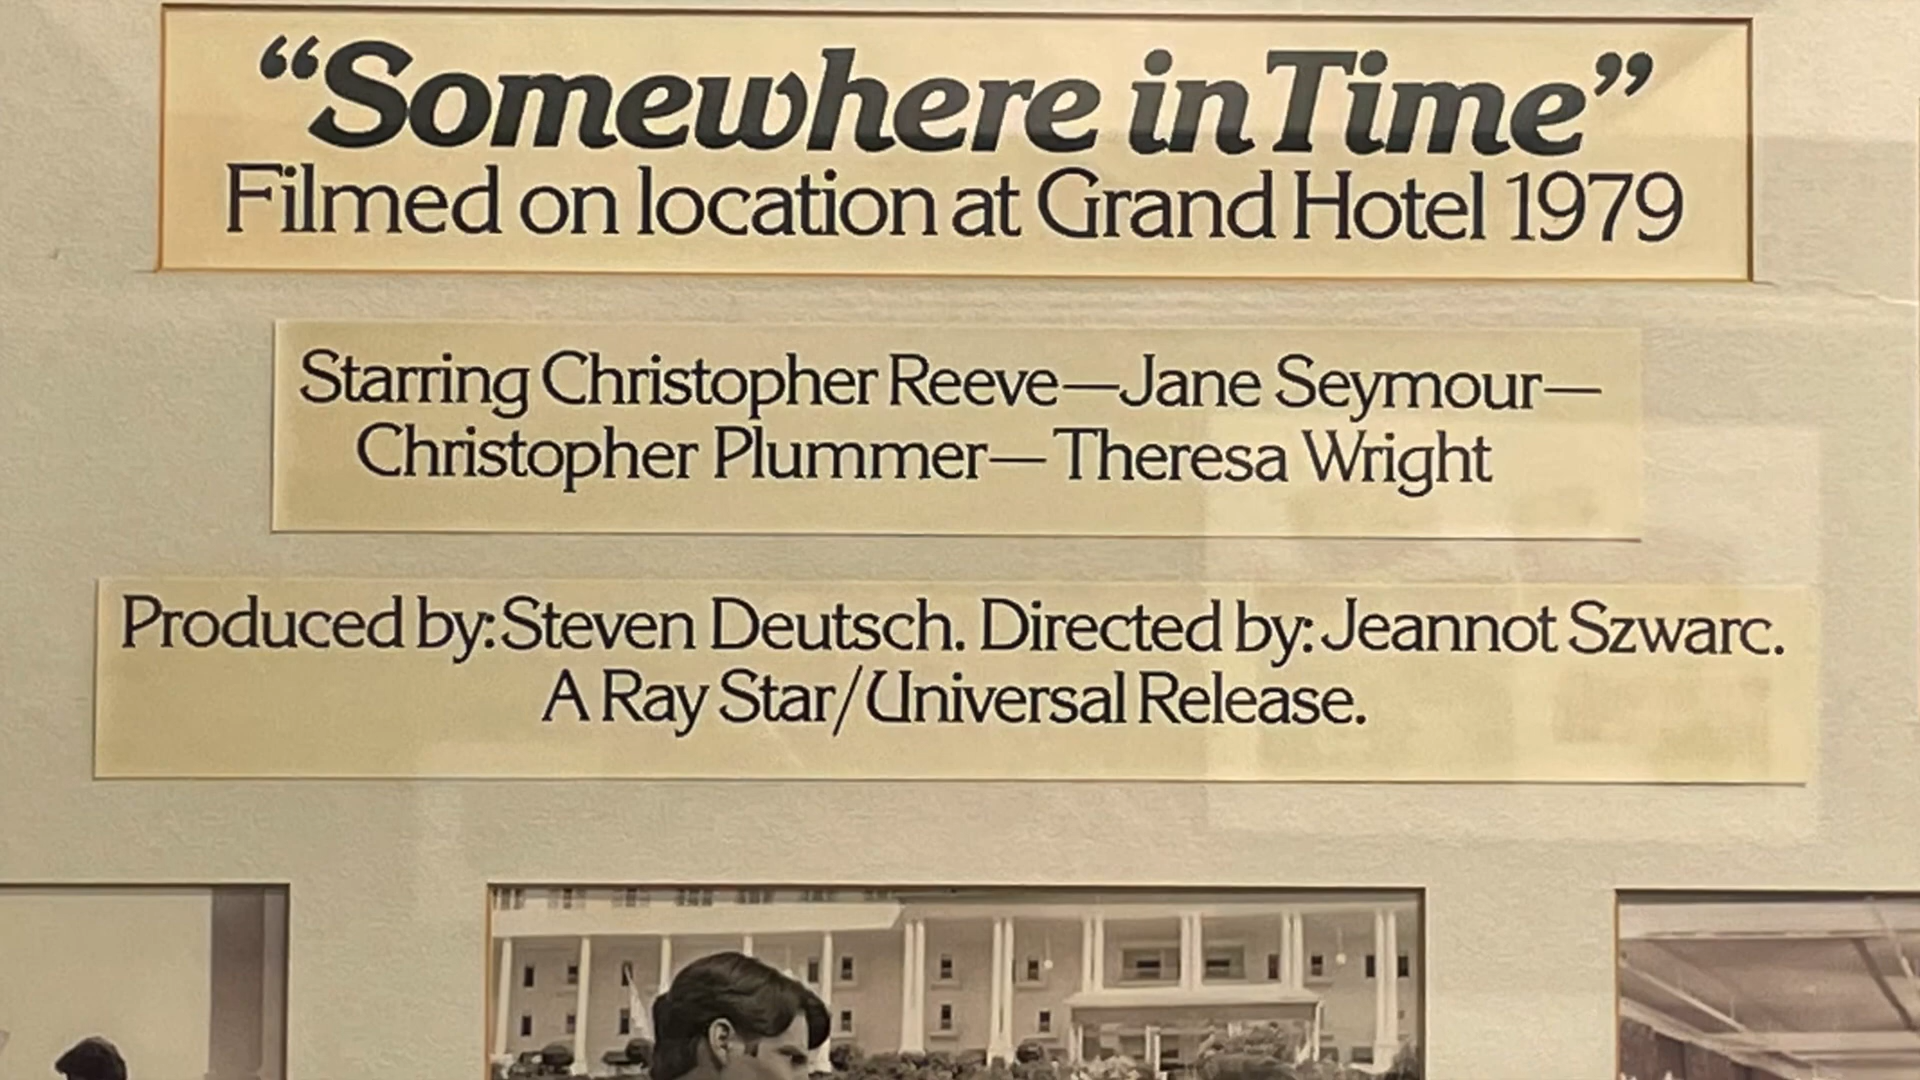 “Somewhere in Time”
Filmed on location at Grand Hotel 1979
Starring Christopher Reeve—Jane Seymour—
Christopher Plummer—Theresa Wright
Produced by: Steven Deutsch. Directed by: Jeannot Szwarc.
A Ray Star/Universal Release.